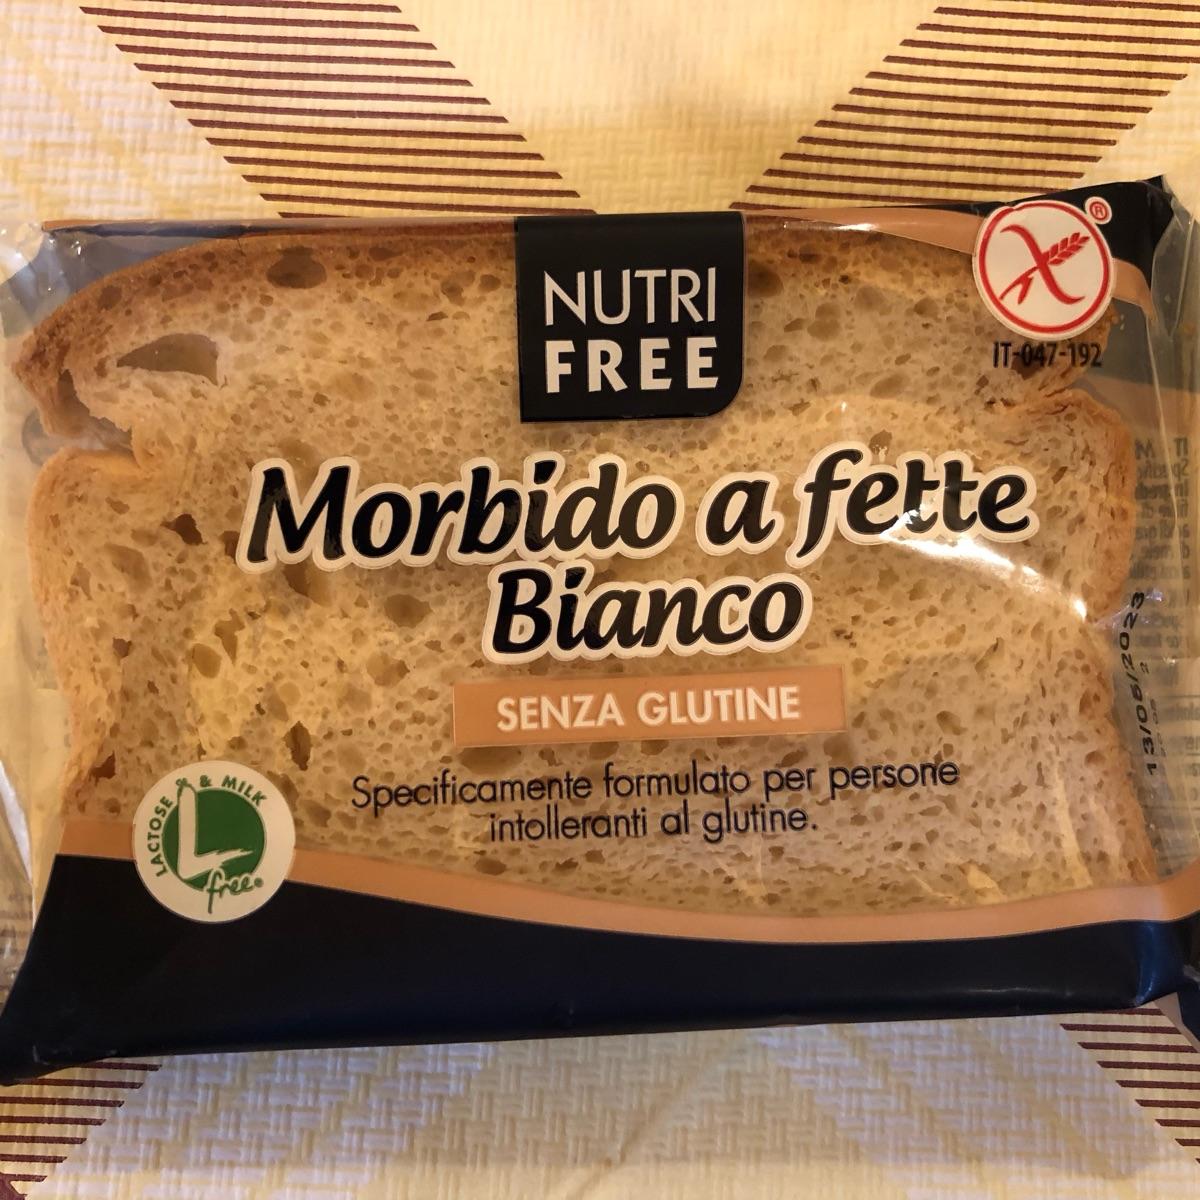 NUTRI
FREE
®
IT-047-192
Morbido a fette
Bianco
SENZA GLUTINE
Specificamente formulato per persone
intolleranti al glutine.
LACTOSE & MILK
free
13/05/2023